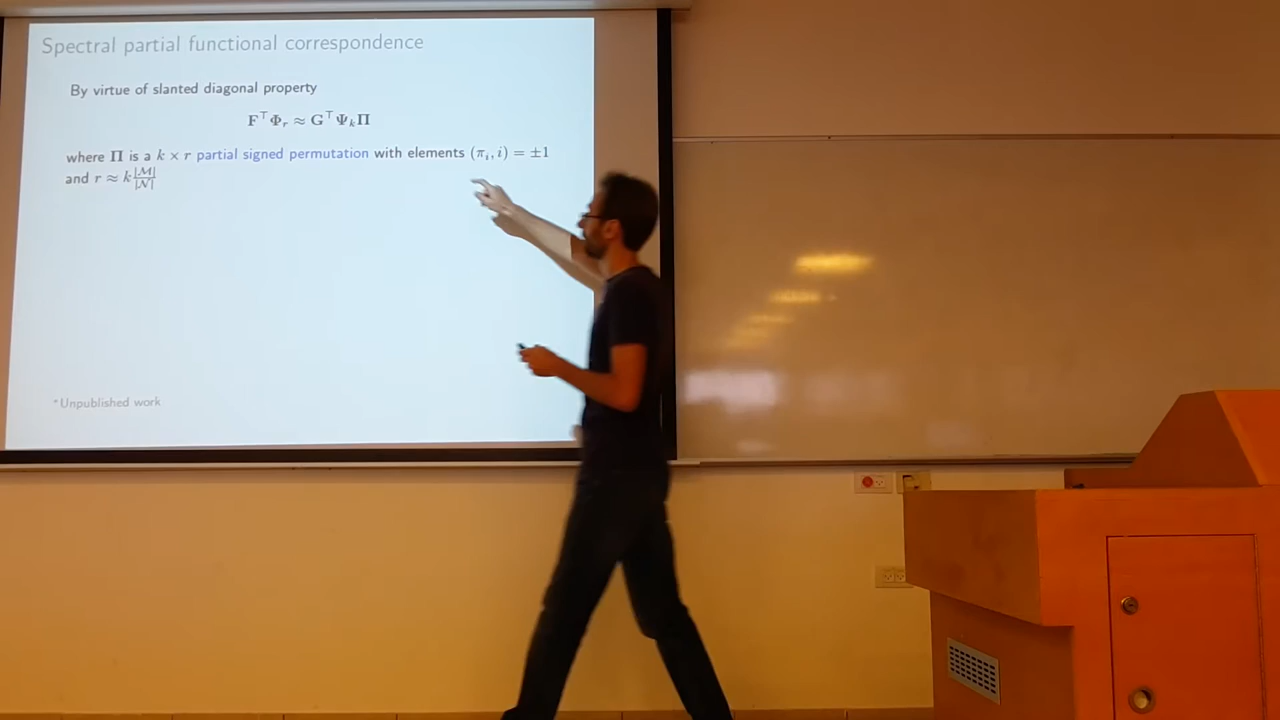 Spectral partial functional correspondence
By virtue of slanted diagonal property
F⊤Φᵣ ≈ G⊤ΨₖΠ
where Π is a k × r partial signed permutation with elements (πᵢ, i) = ±1
and r ≈ k|M|/|N|
*Unpublished work